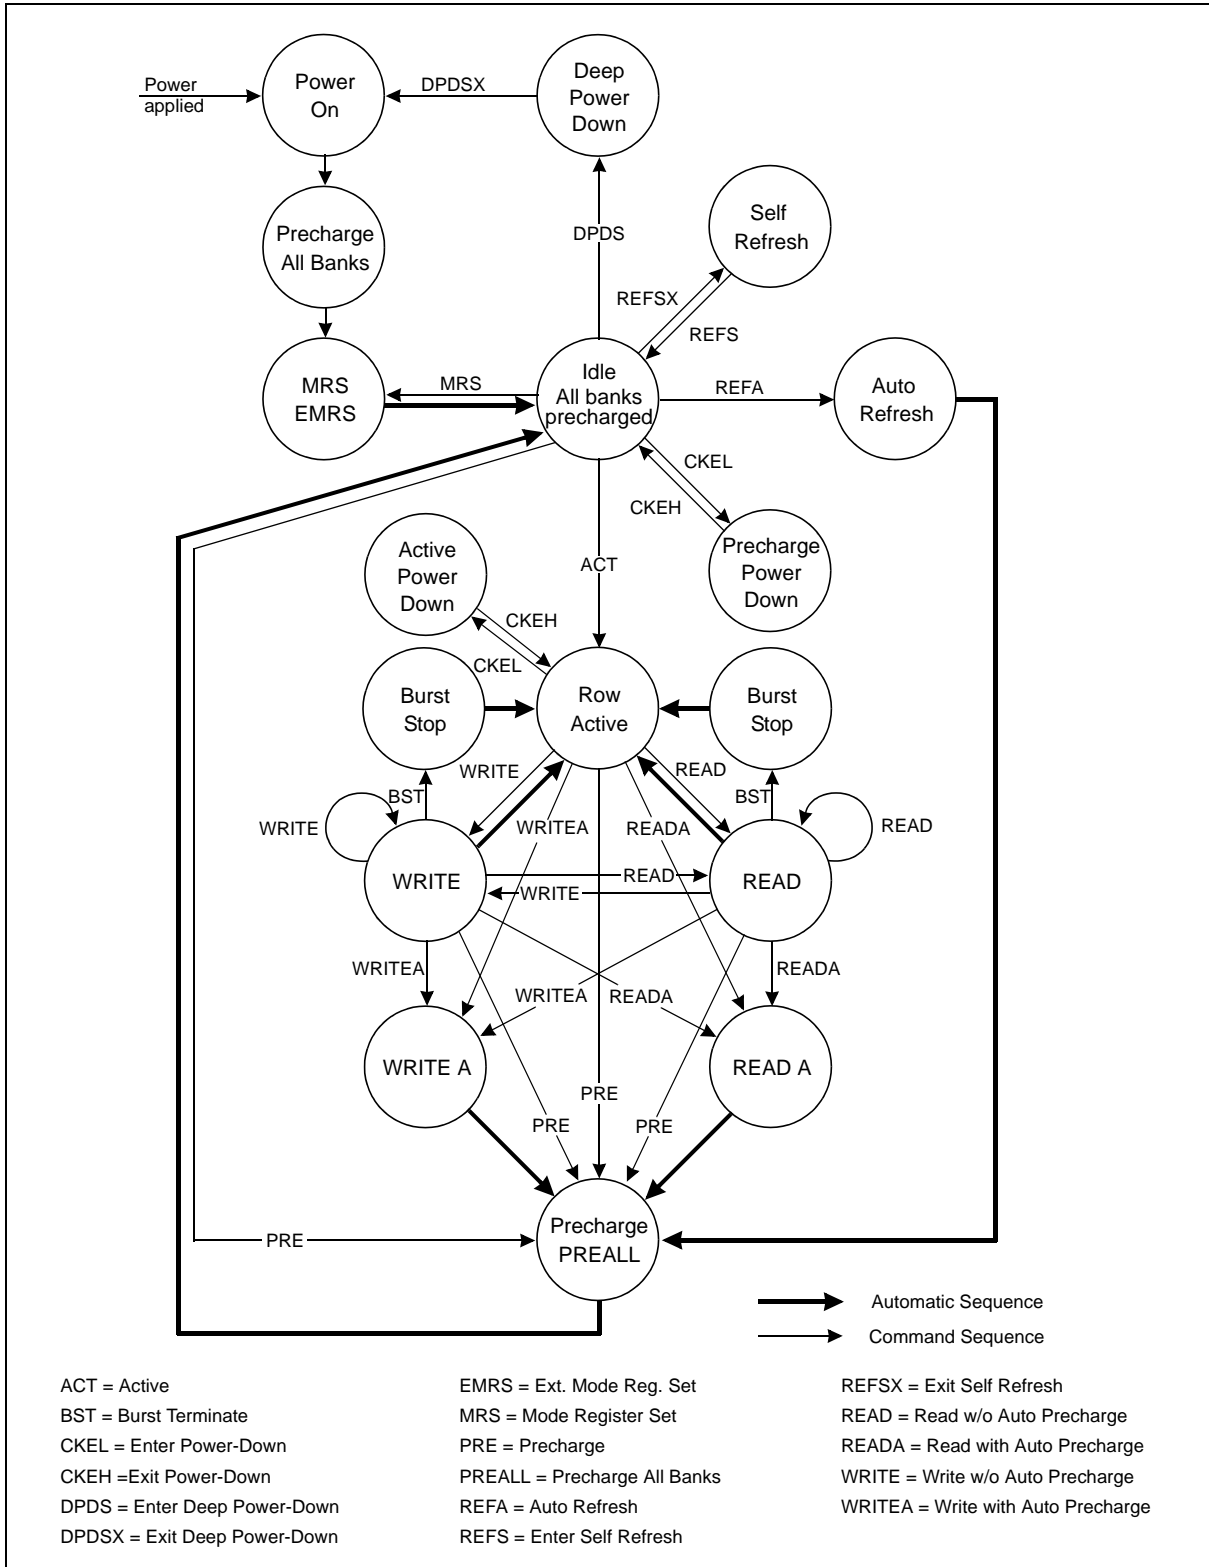 Power
applied
Power
On
DPDSX
Deep
Power
Down
Precharge
All Banks
DPDS
Self
Refresh
REFSX
REFS
MRS
EMRS
MRS
Idle
All banks
precharged
REFA
Auto
Refresh
CKEL
CKEH
Precharge
Power
Down
ACT
Active
Power
Down
CKEH
CKEL
Burst
Stop
Row
Active
Burst
Stop
WRITE
READ
BST
BST
WRITEA
READA
WRITE
READ
WRITE
READ
READ
WRITE
WRITEA
READA
WRITEA
READA
WRITE A
READ A
PRE
PRE
PRE
Precharge
PREALL
PRE
Automatic Sequence
Command Sequence
ACT = Active
BST = Burst Terminate
CKEL = Enter Power-Down
CKEH =Exit Power-Down
DPDS = Enter Deep Power-Down
DPDSX = Exit Deep Power-Down
EMRS = Ext. Mode Reg. Set
MRS = Mode Register Set
PRE = Precharge
PREALL = Precharge All Banks
REFA = Auto Refresh
REFS = Enter Self Refresh
REFSX = Exit Self Refresh
READ = Read w/o Auto Precharge
READA = Read with Auto Precharge
WRITE = Write w/o Auto Precharge
WRITEA = Write with Auto Precharge